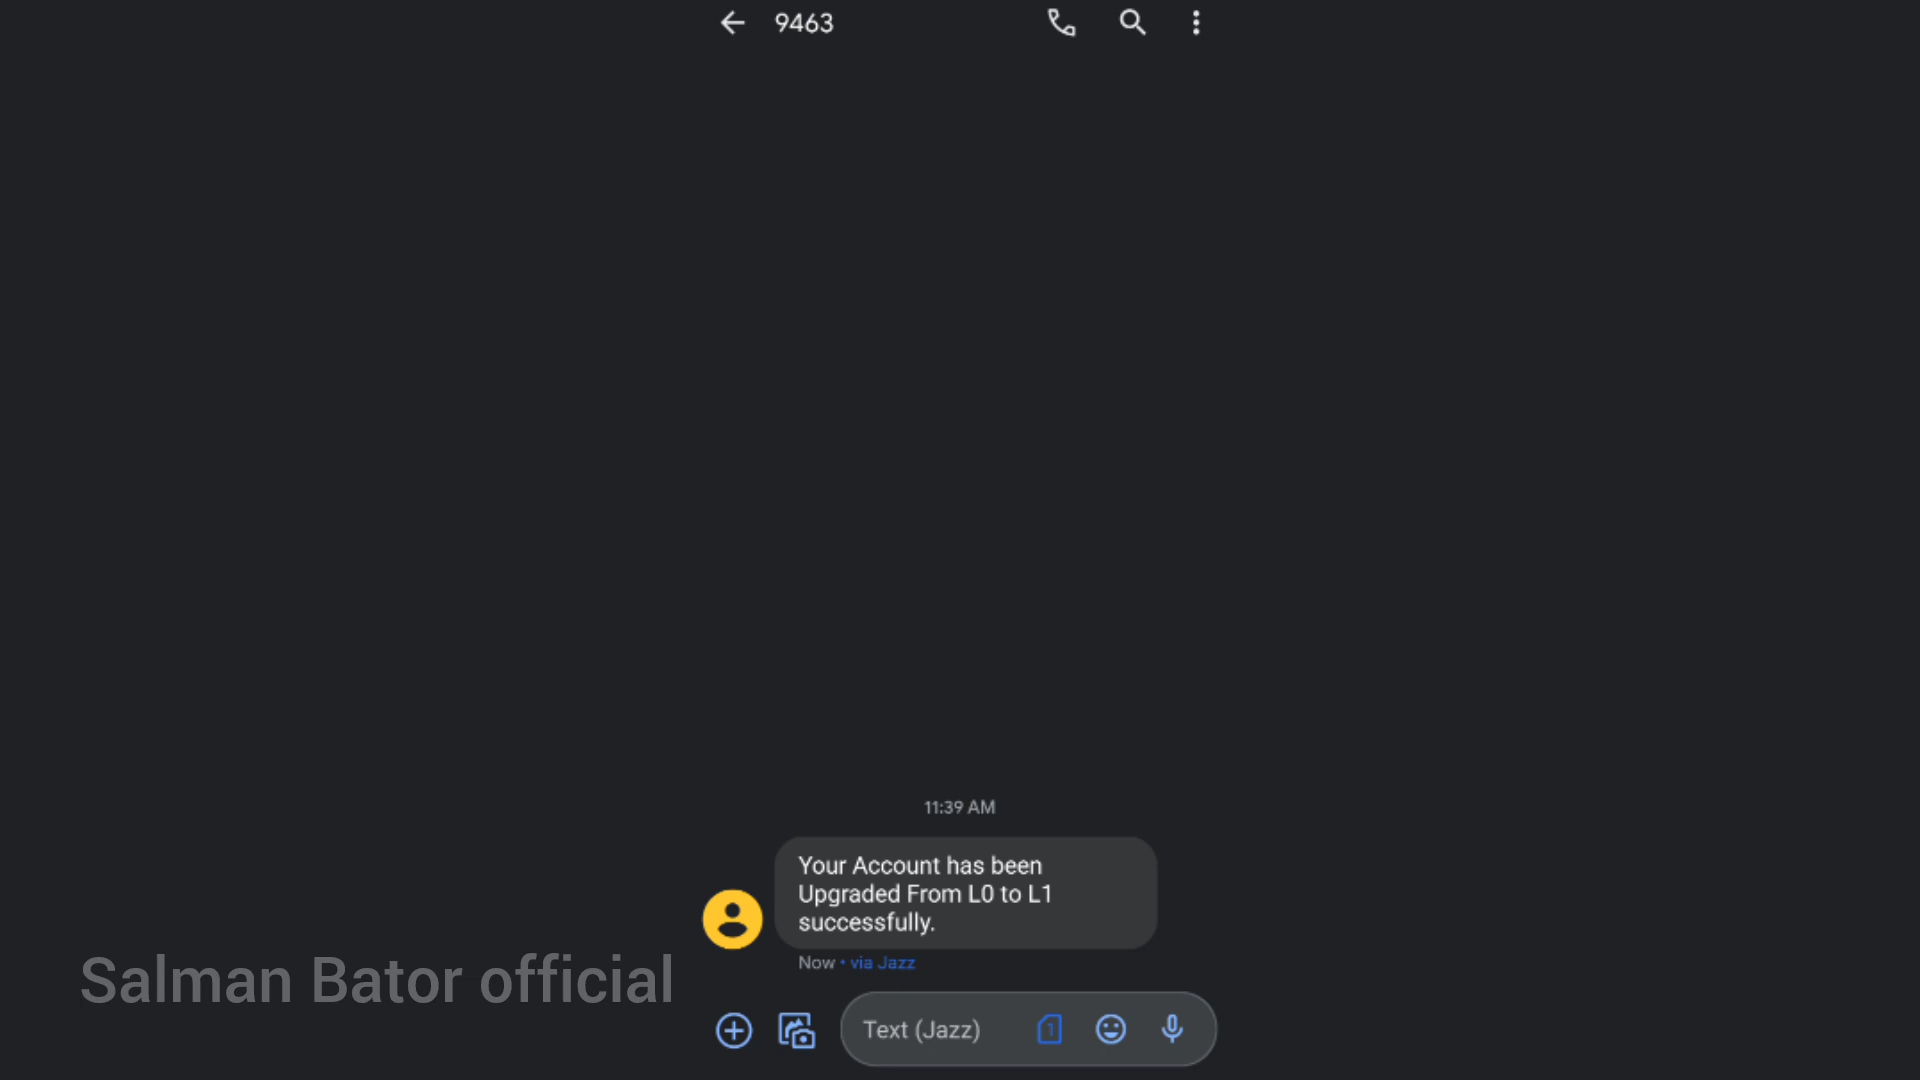 9463
11:39 AM
Your Account has been
Upgraded From L0 to L1
successfully.
Now • via Jazz
Salman Bator official
Text (Jazz)
1